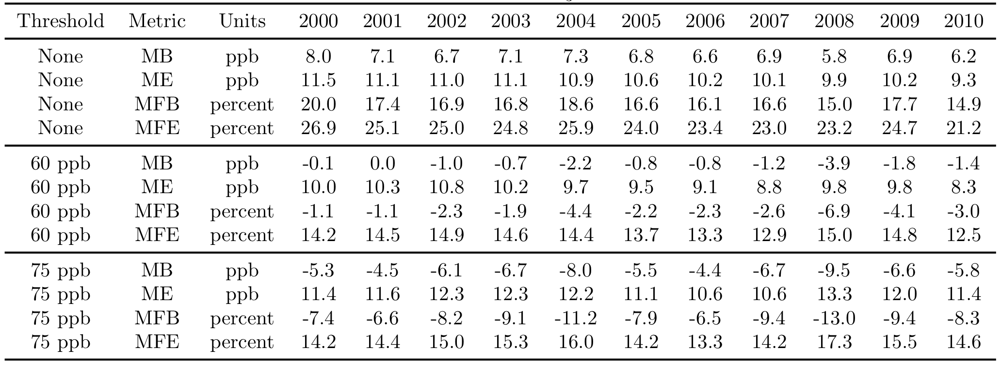 Threshold Metric Units 2000 2001 2002 2003 2004 2005 2006 2007 2008 2009 2010
None MB ppb 8.0 7.1 6.7 7.1 7.3 6.8 6.6 6.9 5.8 6.9 6.2
None ME ppb 11.5 11.1 11.0 11.1 10.9 10.6 10.2 10.1 9.9 10.2 9.3
None MFB percent 20.0 17.4 16.9 16.8 18.6 16.6 16.1 16.6 15.0 17.7 14.9
None MFE percent 26.9 25.1 25.0 24.8 25.9 24.0 23.4 23.0 23.2 24.7 21.2
60 ppb MB ppb -0.1 0.0 -1.0 -0.7 -2.2 -0.8 -0.8 -1.2 -3.9 -1.8 -1.4
60 ppb ME ppb 10.0 10.3 10.8 10.2 9.7 9.5 9.1 8.8 9.8 9.8 8.3
60 ppb MFB percent -1.1 -1.1 -2.3 -1.9 -4.4 -2.2 -2.3 -2.6 -6.9 -4.1 -3.0
60 ppb MFE percent 14.2 14.5 14.9 14.6 14.4 13.7 13.3 12.9 15.0 14.8 12.5
75 ppb MB ppb -5.3 -4.5 -6.1 -6.7 -8.0 -5.5 -4.4 -6.7 -9.5 -6.6 -5.8
75 ppb ME ppb 11.4 11.6 12.3 12.3 12.2 11.1 10.6 10.6 13.3 12.0 11.4
75 ppb MFB percent -7.4 -6.6 -8.2 -9.1 -11.2 -7.9 -6.5 -9.4 -13.0 -9.4 -8.3
75 ppb MFE percent 14.2 14.4 15.0 15.3 16.0 14.2 13.3 14.2 17.3 15.5 14.6